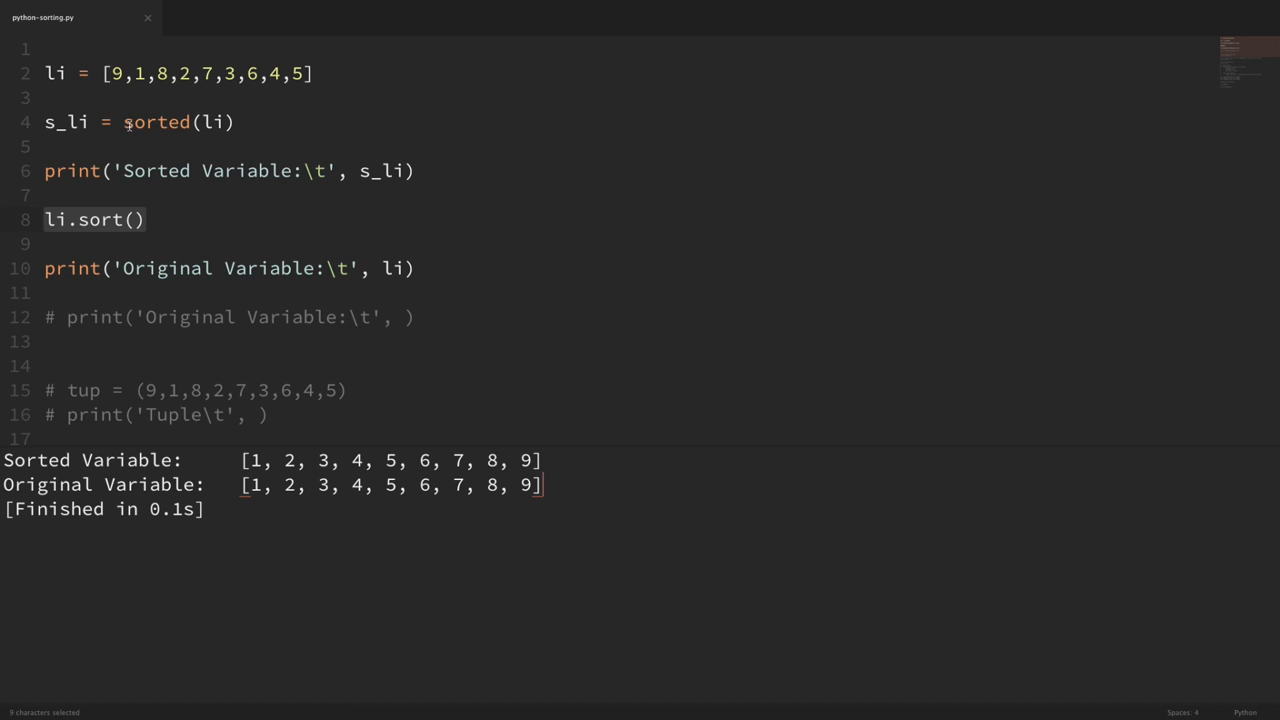 python-sorting.py ×
1
2 li = [9,1,8,2,7,3,6,4,5]
3
4 s_li = sorted(li)
5
6 print('Sorted Variable:\t', s_li)
7
8 li.sort()
9
10 print('Original Variable:\t', li)
11
12 # print('Original Variable:\t', )
13
14
15 # tup = (9,1,8,2,7,3,6,4,5)
16 # print('Tuple\t', )
17
Sorted Variable: [1, 2, 3, 4, 5, 6, 7, 8, 9]
Original Variable: [1, 2, 3, 4, 5, 6, 7, 8, 9]
[Finished in 0.1s]
9 characters selected Spaces: 4 Python